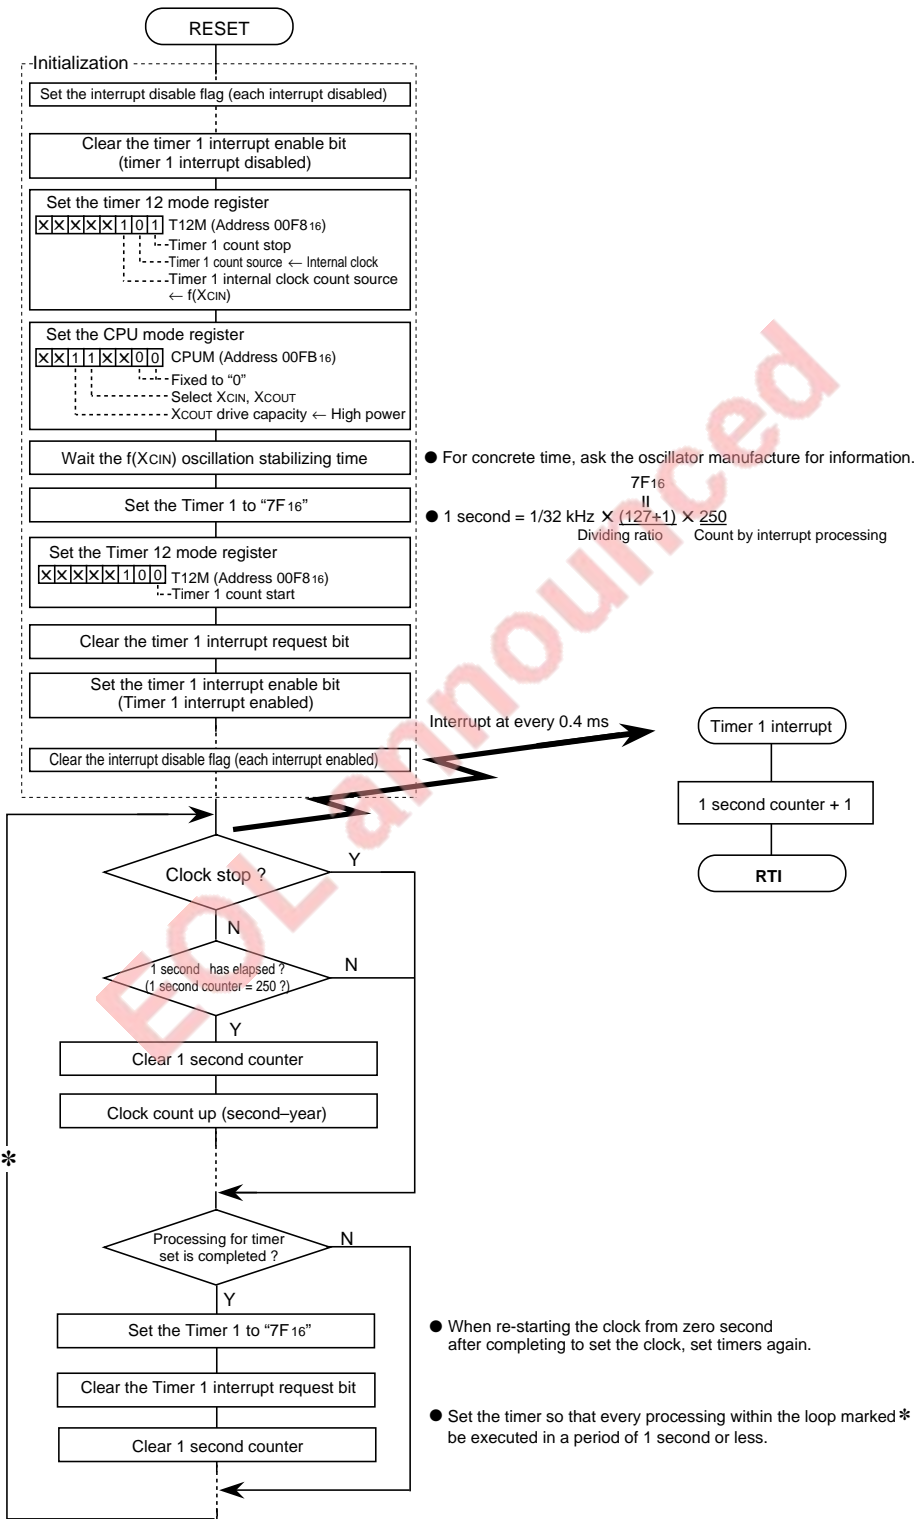 RESET
Initialization
Set the interrupt disable flag (each interrupt disabled)
Clear the timer 1 interrupt enable bit
(timer 1 interrupt disabled)
Set the timer 12 mode register
✕✕✕✕✕101 T12M (Address 00F816)
Timer 1 count stop
Timer 1 count source ← Internal clock
Timer 1 internal clock count source
← f(XCIN)
Set the CPU mode register
✕✕11✕✕00 CPUM (Address 00FB16)
Fixed to “0”
Select XCIN, XCOUT
XCOUT drive capacity ← High power
Wait the f(XCIN) oscillation stabilizing time
● For concrete time, ask the oscillator manufacture for information.
Set the Timer 1 to “7F16”
7F16
=
● 1 second = 1/32 kHz ✕ (127+1) ✕ 250
Dividing ratio Count by interrupt processing
Set the Timer 12 mode register
✕✕✕✕✕100 T12M (Address 00F816)
Timer 1 count start
Clear the timer 1 interrupt request bit
Set the timer 1 interrupt enable bit
(Timer 1 interrupt enabled)
Clear the interrupt disable flag (each interrupt enabled)
Interrupt at every 0.4 ms
Timer 1 interrupt
1 second counter + 1
RTI
Clock stop ?
Y
N
1 second has elapsed ?
(1 second counter = 250 ?)
N
Y
Clear 1 second counter
Clock count up (second–year)
✻
Processing for timer
set is completed ?
N
Y
Set the Timer 1 to “7F16”
● When re-starting the clock from zero second
after completing to set the clock, set timers again.
Clear the Timer 1 interrupt request bit
Clear 1 second counter
● Set the timer so that every processing within the loop marked ✻
be executed in a period of 1 second or less.
EOL announced